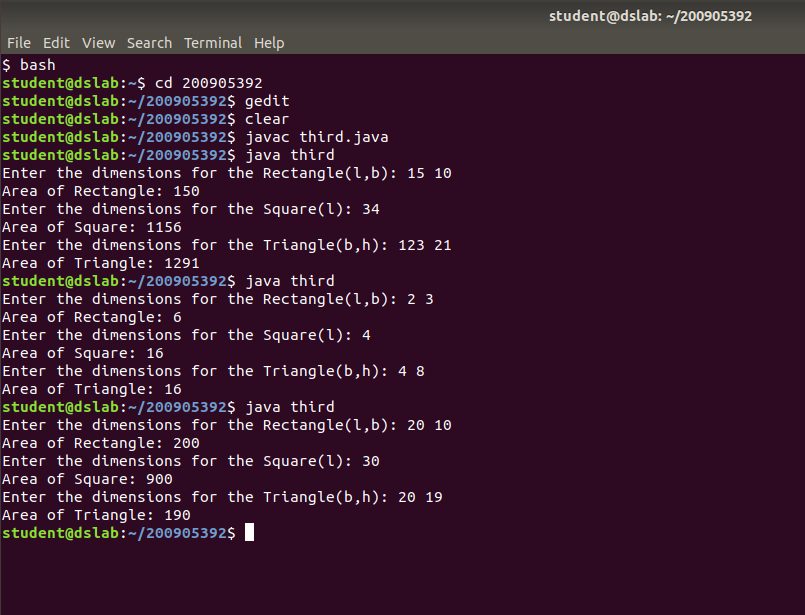 student@dslab: ~/200905392
File Edit View Search Terminal Help
$ bash
student@dslab:~$ cd 200905392
student@dslab:~/200905392$ gedit
student@dslab:~/200905392$ clear
student@dslab:~/200905392$ javac third.java
student@dslab:~/200905392$ java third
Enter the dimensions for the Rectangle(l,b): 15 10
Area of Rectangle: 150
Enter the dimensions for the Square(l): 34
Area of Square: 1156
Enter the dimensions for the Triangle(b,h): 123 21
Area of Triangle: 1291
student@dslab:~/200905392$ java third
Enter the dimensions for the Rectangle(l,b): 2 3
Area of Rectangle: 6
Enter the dimensions for the Square(l): 4
Area of Square: 16
Enter the dimensions for the Triangle(b,h): 4 8
Area of Triangle: 16
student@dslab:~/200905392$ java third
Enter the dimensions for the Rectangle(l,b): 20 10
Area of Rectangle: 200
Enter the dimensions for the Square(l): 30
Area of Square: 900
Enter the dimensions for the Triangle(b,h): 20 19
Area of Triangle: 190
student@dslab:~/200905392$